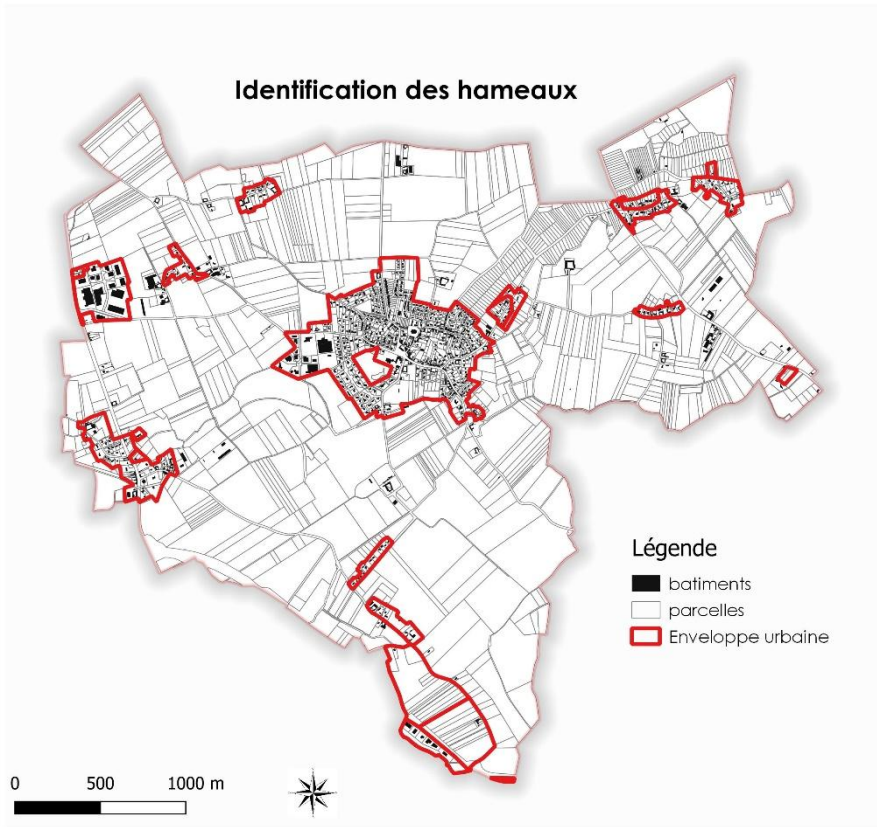 Identification des hameaux
Légende
batiments
parcelles
Enveloppe urbaine
0 500 1000 m